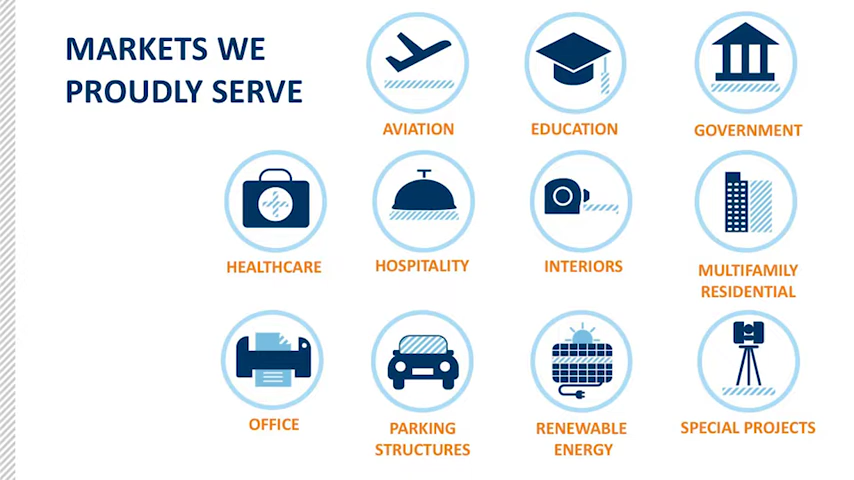 MARKETS WE
PROUDLY SERVE
AVIATION
EDUCATION
GOVERNMENT
HEALTHCARE
HOSPITALITY
INTERIORS
MULTIFAMILY
RESIDENTIAL
OFFICE
PARKING
STRUCTURES
RENEWABLE
ENERGY
SPECIAL PROJECTS